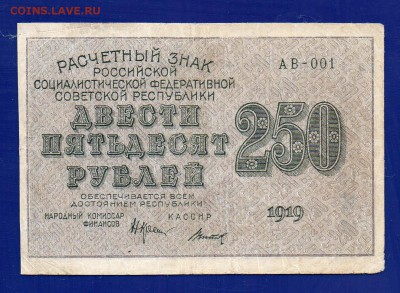 COINS.LAVE.RU
РАСЧЕТНЫЙ ЗНАК
РОССИЙСКОЙ
СОЦИАЛИСТИЧЕСКОЙ ФЕДЕРАТИВНОЙ
СОВЕТСКОЙ РЕСПУБЛИКИ
АВ-001
ДВЕСТИ
ПЯТЬДЕСЯТ
РУБЛЕЙ
250
ОБЕСПЕЧИВАЕТСЯ ВСЕМ
ДОСТОЯНИЕМ РЕСПУБЛИКИ
НАРОДНЫЙ КОМИССАР
ФИНАНСОВ
КАССИР
1919